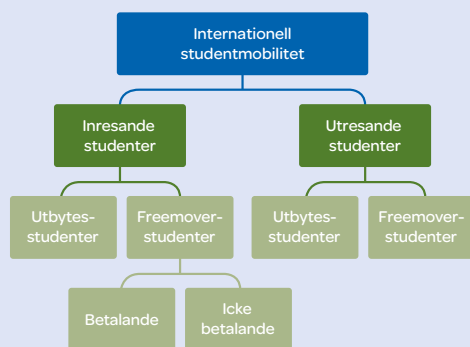 Internationell
studentmobilitet
Inresande
studenter
Utresande
studenter
Utbytes-
studenter
Freemover-
studenter
Utbytes-
studenter
Freemover-
studenter
Betalande
Icke
betalande